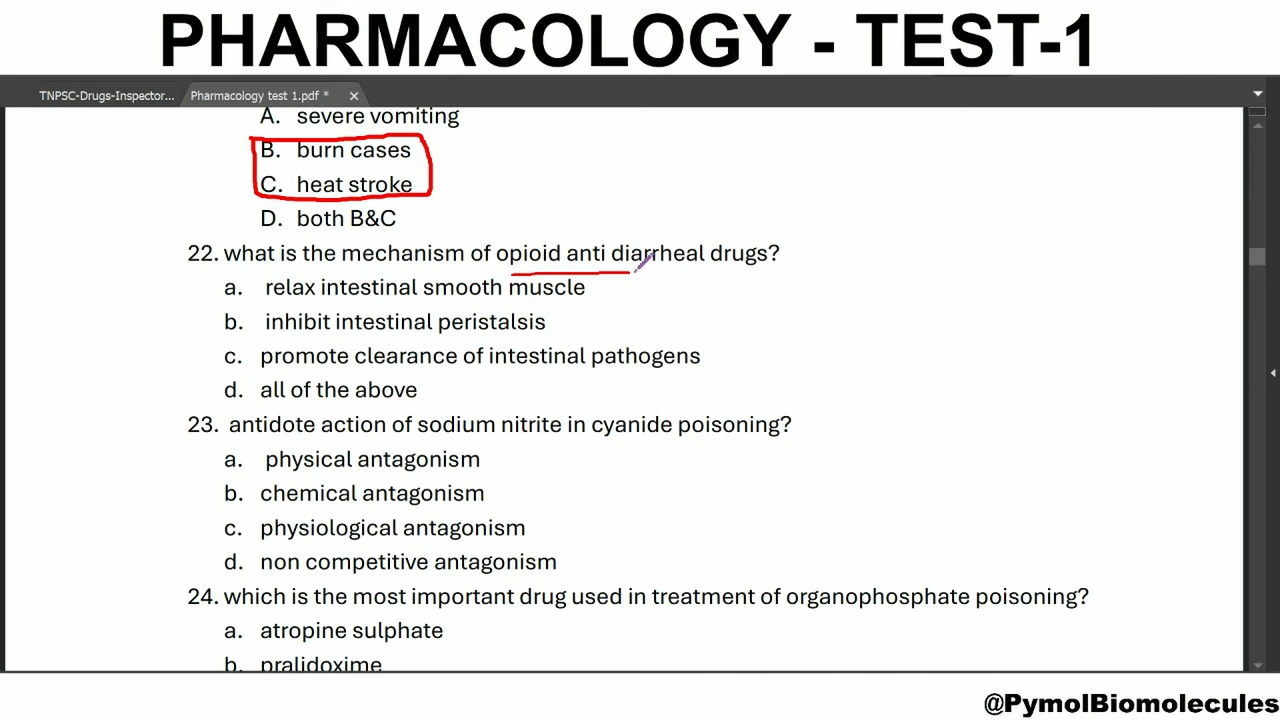 PHARMACOLOGY - TEST-1
TNPSC-Drugs-Inspector... Pharmacology test 1.pdf *
A. severe vomiting
B. burn cases
C. heat stroke
D. both B&C
22. what is the mechanism of opioid anti diarrheal drugs?
a. relax intestinal smooth muscle
b. inhibit intestinal peristalsis
c. promote clearance of intestinal pathogens
d. all of the above
23. antidote action of sodium nitrite in cyanide poisoning?
a. physical antagonism
b. chemical antagonism
c. physiological antagonism
d. non competitive antagonism
24. which is the most important drug used in treatment of organophosphate poisoning?
a. atropine sulphate
b. pralidoxime
@PymolBiomolecules